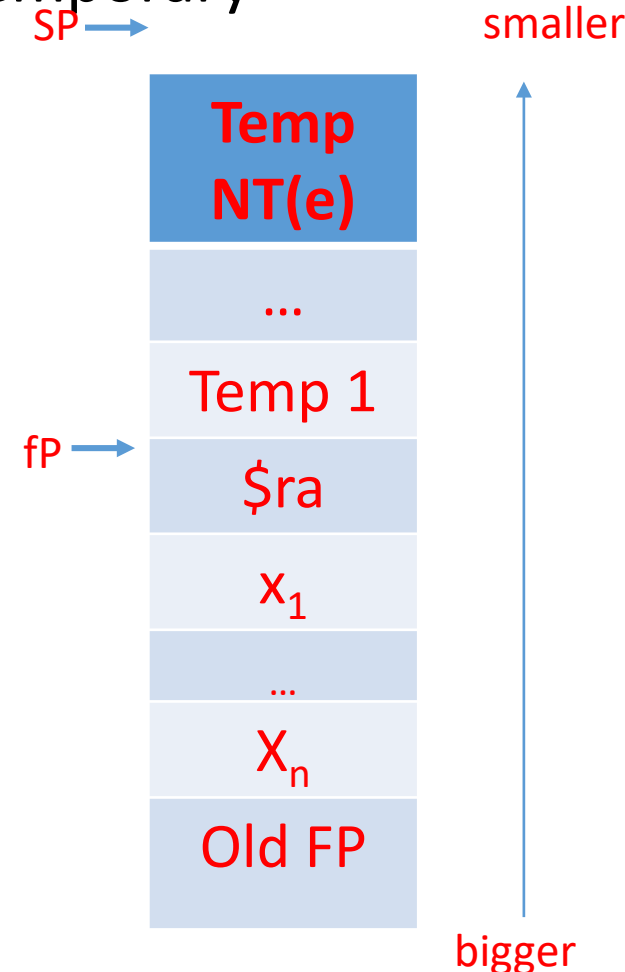 SP
smaller
Temp
NT(e)
...
Temp 1
fP
$ra
x₁
...
Xₙ
Old FP
bigger